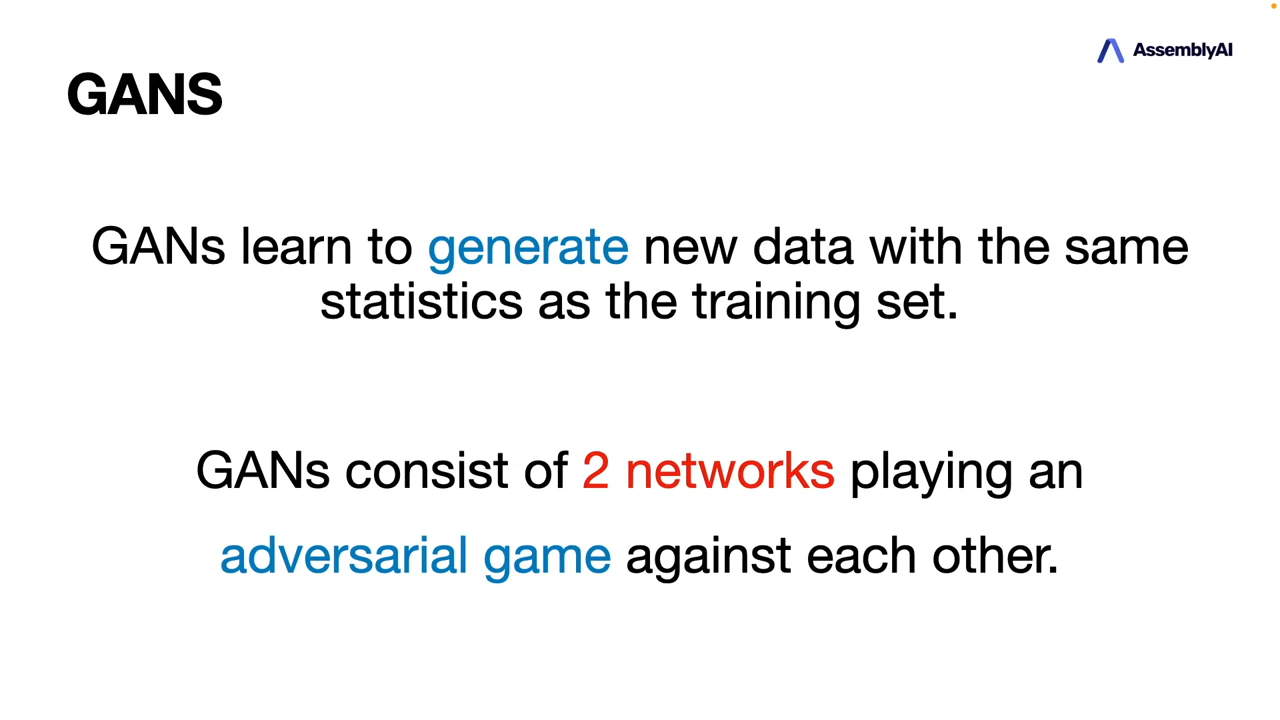 AssemblyAI
GANS
GANs learn to generate new data with the same
statistics as the training set.
GANs consist of 2 networks playing an
adversarial game against each other.